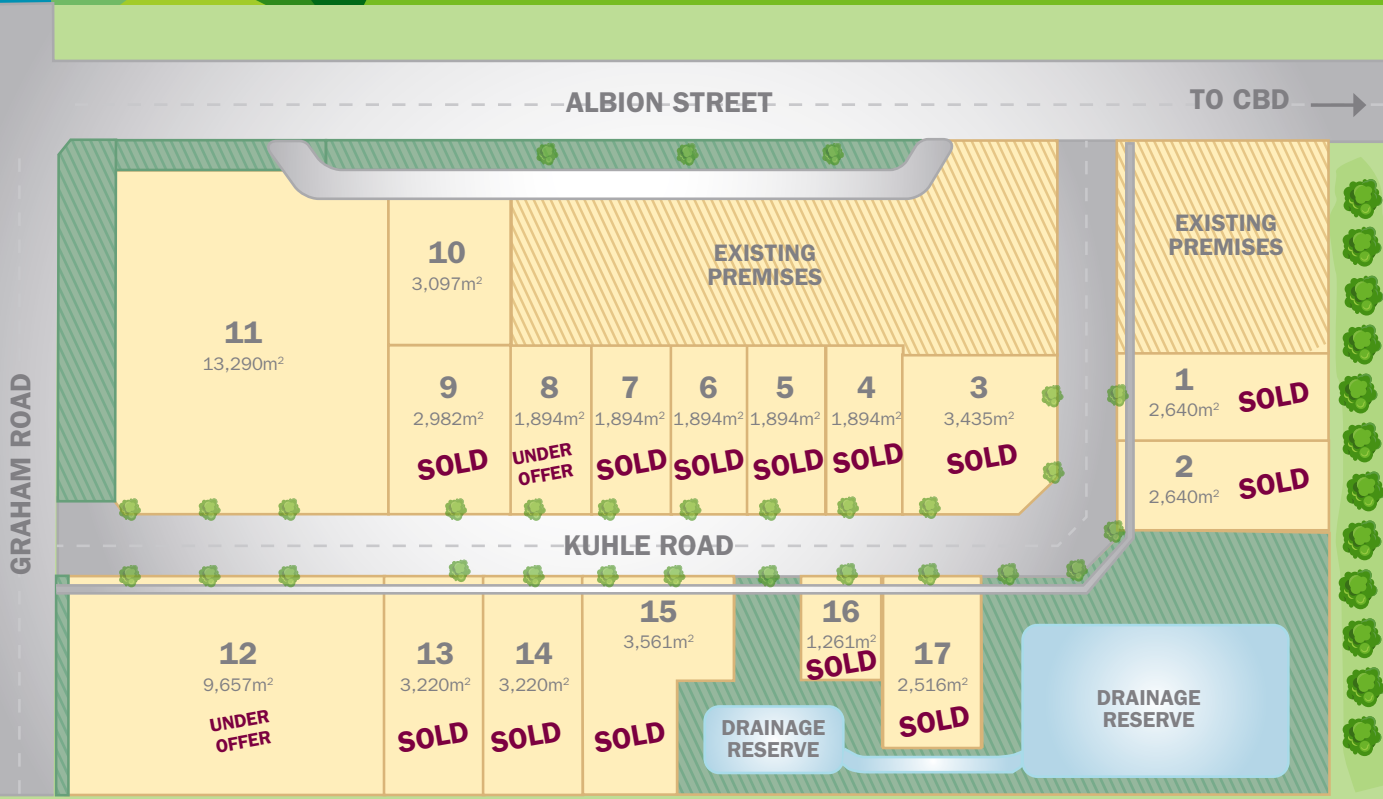 ALBION STREET
TO CBD
GRAHAM ROAD
EXISTING
PREMISES
EXISTING
PREMISES
10
3,097m²
11
13,290m²
9
2,982m²
SOLD
8
1,894m²
UNDER
OFFER
7
1,894m²
SOLD
6
1,894m²
SOLD
5
1,894m²
SOLD
4
1,894m²
SOLD
3
3,435m²
SOLD
1
2,640m²
SOLD
2
2,640m²
SOLD
KUHLE ROAD
12
9,657m²
UNDER
OFFER
13
3,220m²
SOLD
14
3,220m²
SOLD
15
3,561m²
SOLD
16
1,261m²
SOLD
17
2,516m²
SOLD
DRAINAGE
RESERVE
DRAINAGE
RESERVE